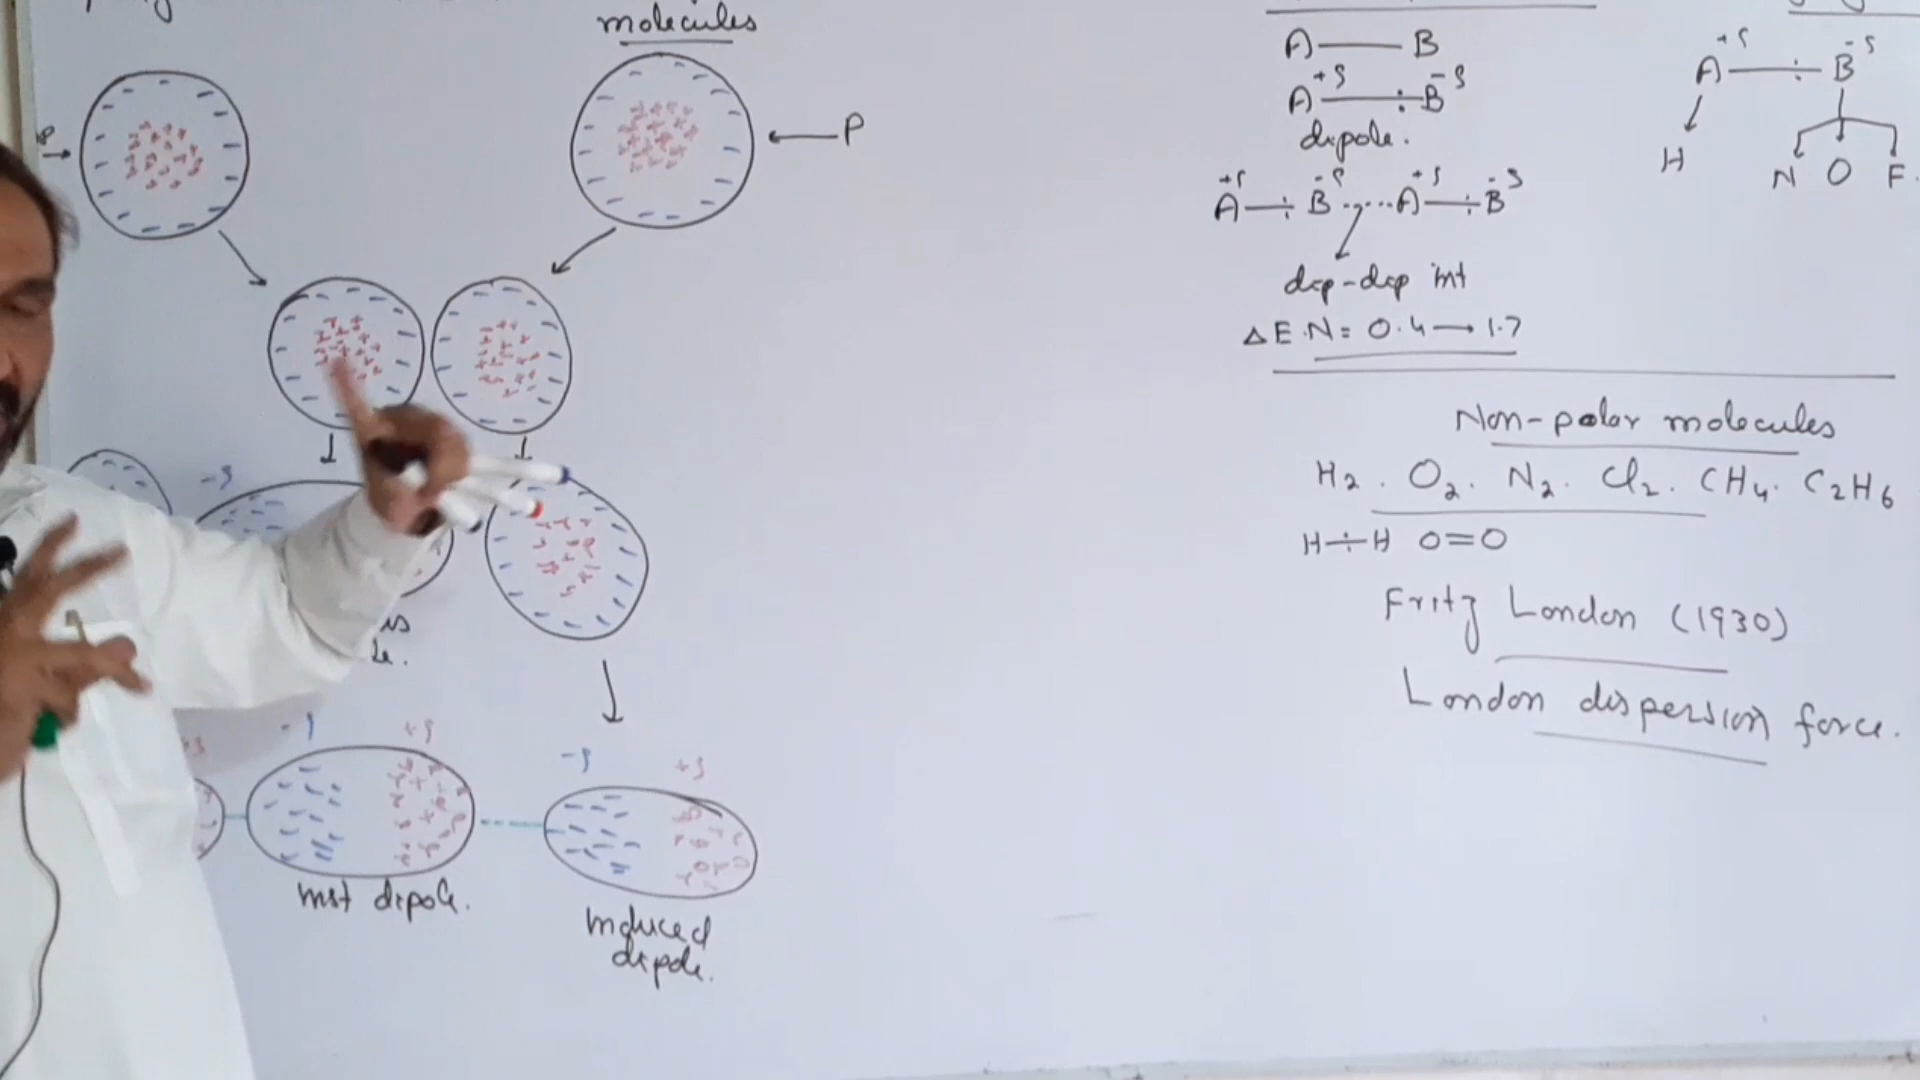 molecules
P
-δ
-δ
+δ
-δ
+δ
inst dipole.
Induced
dipole.
A — B
+δ -δ
A — : B
dipole.
+δ -δ +δ -δ
A — : B ..... A — : B
dip-dip int
Δ E.N = 0.4 → 1.7
+δ -δ
A — : B
H
N O F.
Non-polar molecules
H₂ . O₂ . N₂ . Cl₂ . CH₄ . C₂H₆
H—:—H O=O
Fritz London (1930)
London dispersion force.